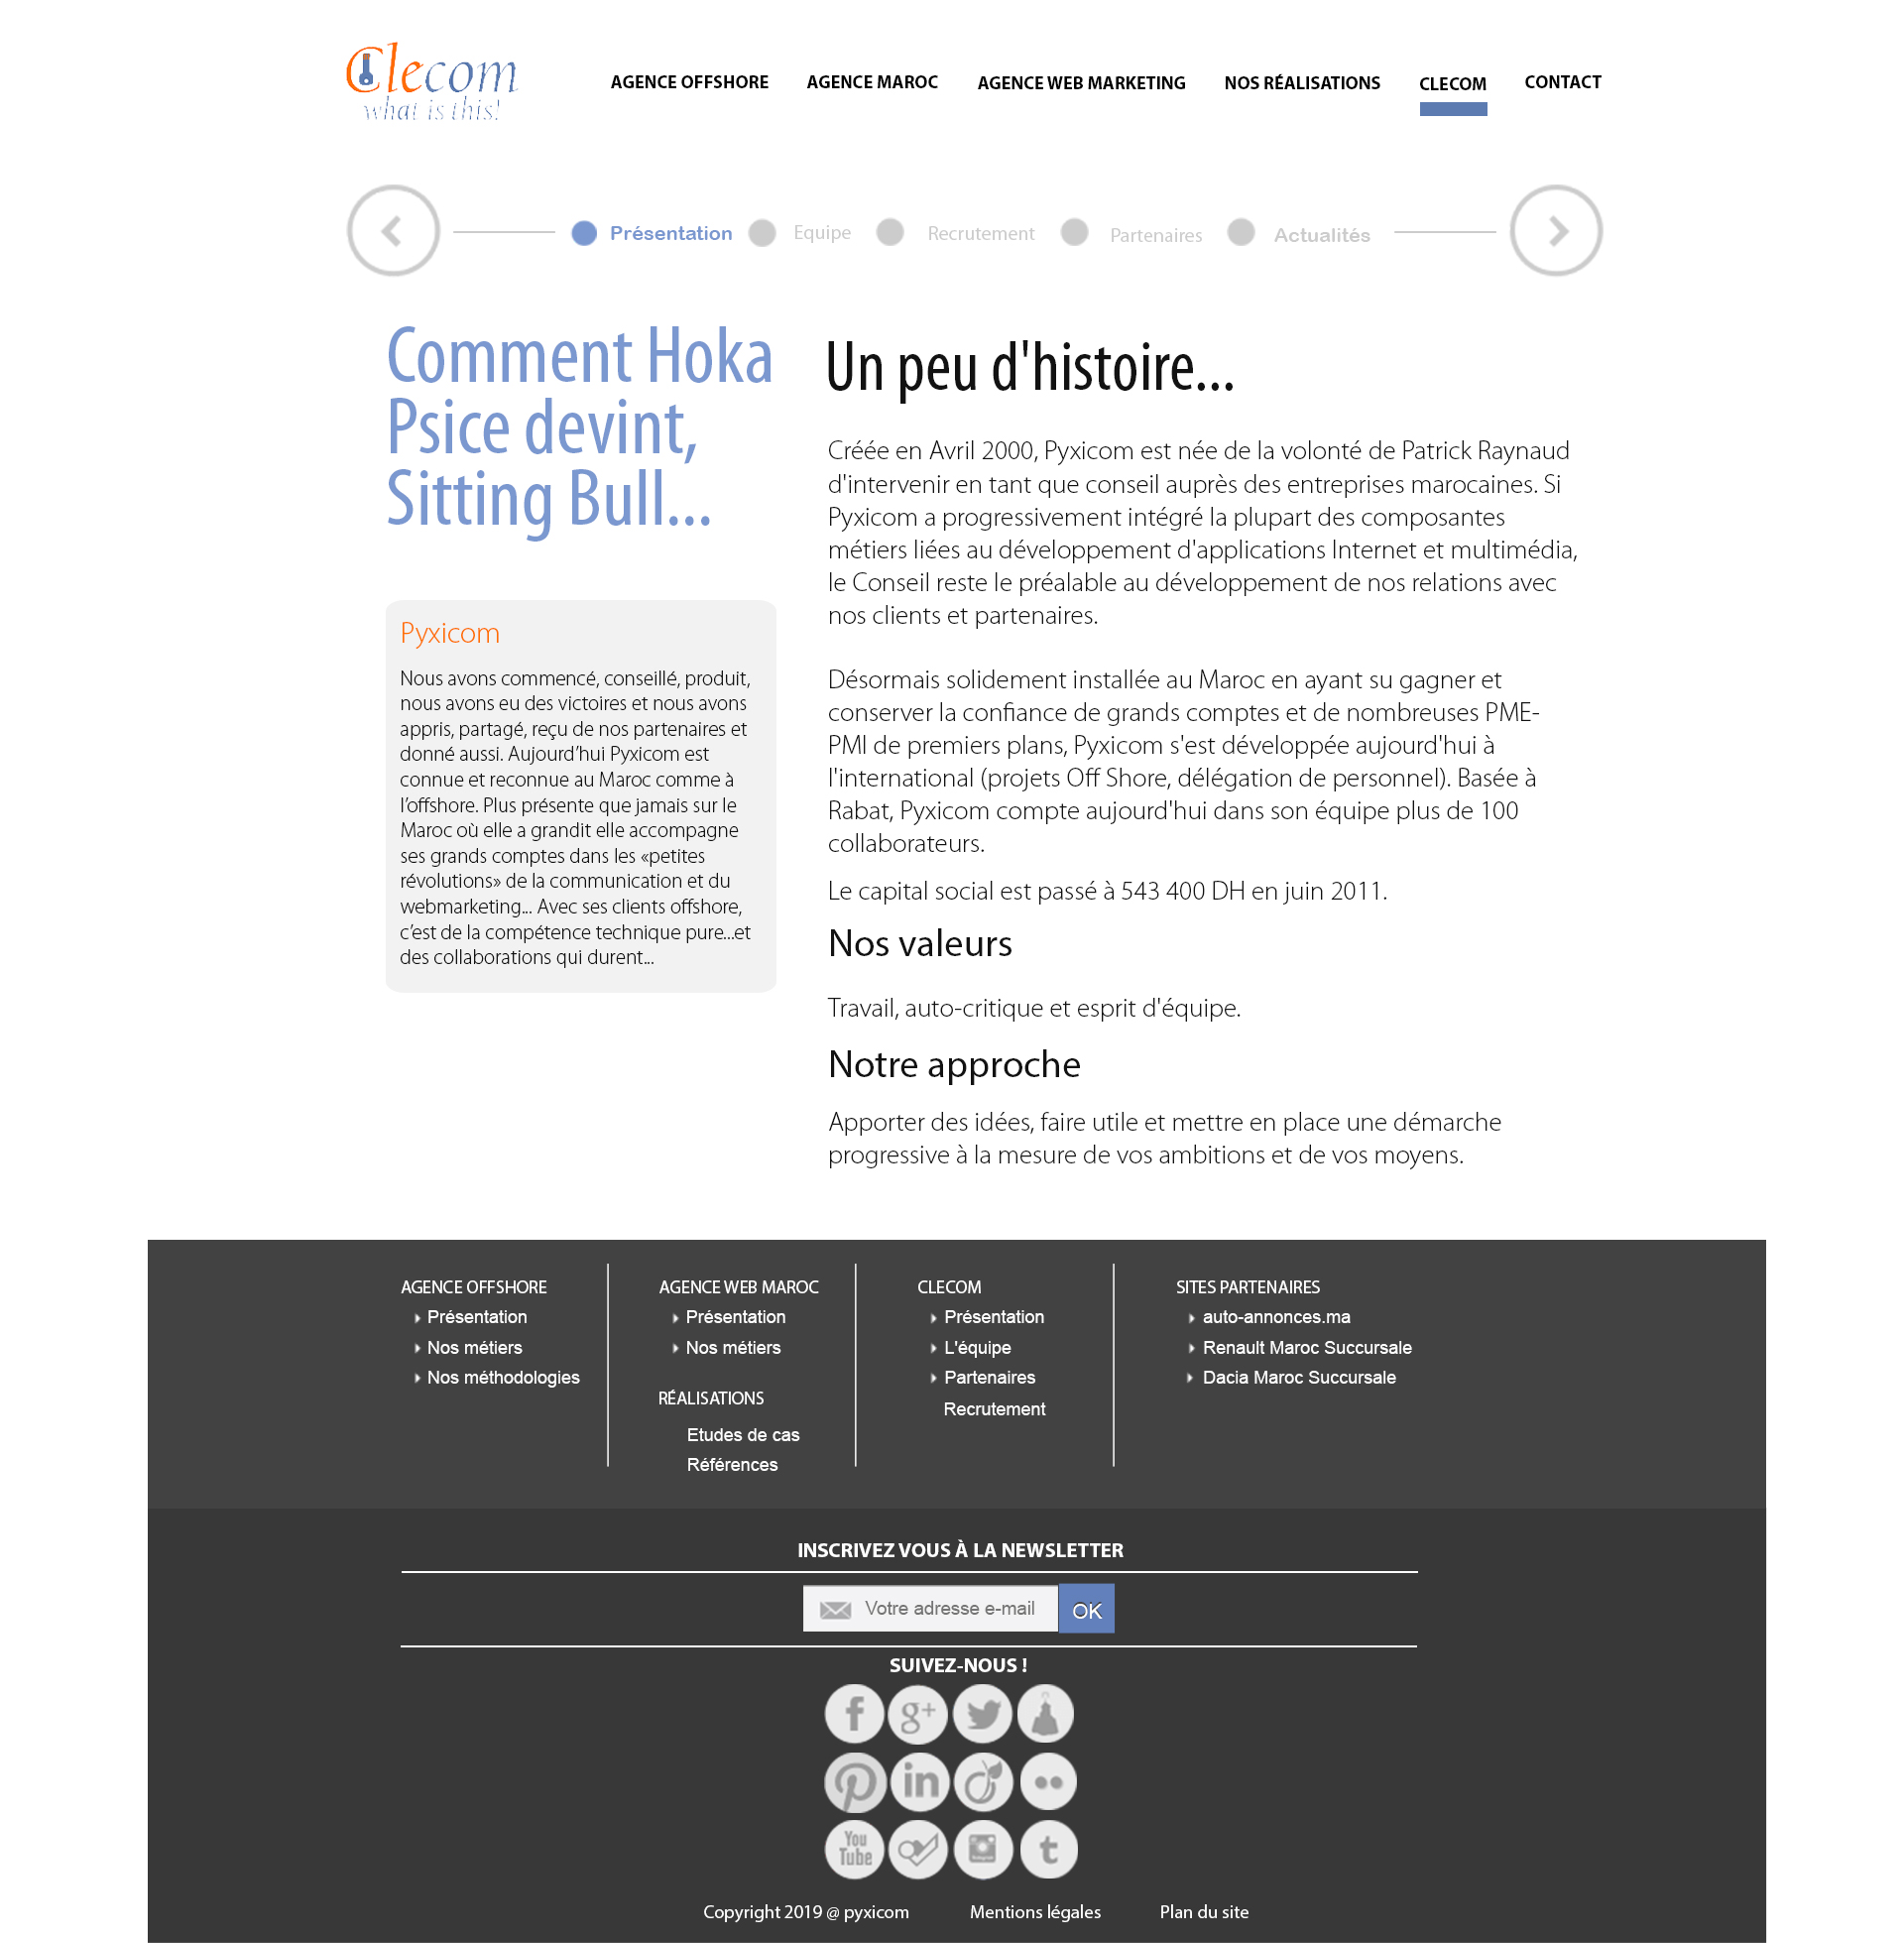 Clecom
what is this!
AGENCE OFFSHORE
AGENCE MAROC
AGENCE WEB MARKETING
NOS RÉALISATIONS
CLECOM
CONTACT
Présentation
Equipe
Recrutement
Partenaires
Actualités
Comment Hoka
Psice devint,
Sitting Bull...
Pyxicom
Nous avons commencé, conseillé, produit,
nous avons eu des victoires et nous avons
appris, partagé, reçu de nos partenaires et
donné aussi. Aujourd’hui Pyxicom est
connue et reconnue au Maroc comme à
l’offshore. Plus présente que jamais sur le
Maroc où elle a grandit elle accompagne
ses grands comptes dans les «petites
révolutions» de la communication et du
webmarketing... Avec ses clients offshore,
c’est de la compétence technique pure...et
des collaborations qui durent...
Un peu d'histoire...
Créée en Avril 2000, Pyxicom est née de la volonté de Patrick Raynaud
d'intervenir en tant que conseil auprès des entreprises marocaines. Si
Pyxicom a progressivement intégré la plupart des composantes
métiers liées au développement d'applications Internet et multimédia,
le Conseil reste le préalable au développement de nos relations avec
nos clients et partenaires.
Désormais solidement installée au Maroc en ayant su gagner et
conserver la confiance de grands comptes et de nombreuses PME-
PMI de premiers plans, Pyxicom s'est développée aujourd'hui à
l'international (projets Off Shore, délégation de personnel). Basée à
Rabat, Pyxicom compte aujourd'hui dans son équipe plus de 100
collaborateurs.
Le capital social est passé à 543 400 DH en juin 2011.
Nos valeurs
Travail, auto-critique et esprit d'équipe.
Notre approche
Apporter des idées, faire utile et mettre en place une démarche
progressive à la mesure de vos ambitions et de vos moyens.
AGENCE OFFSHORE
Présentation
Nos métiers
Nos méthodologies
AGENCE WEB MAROC
Présentation
Nos métiers
RÉALISATIONS
Etudes de cas
Références
CLECOM
Présentation
L'équipe
Partenaires
Recrutement
SITES PARTENAIRES
auto-annonces.ma
Renault Maroc Succursale
Dacia Maroc Succursale
INSCRIVEZ VOUS À LA NEWSLETTER
Votre adresse e-mail
OK
SUIVEZ-NOUS !
f
g+
in
You
Tube
t
Copyright 2019 @ pyxicom
Mentions légales
Plan du site